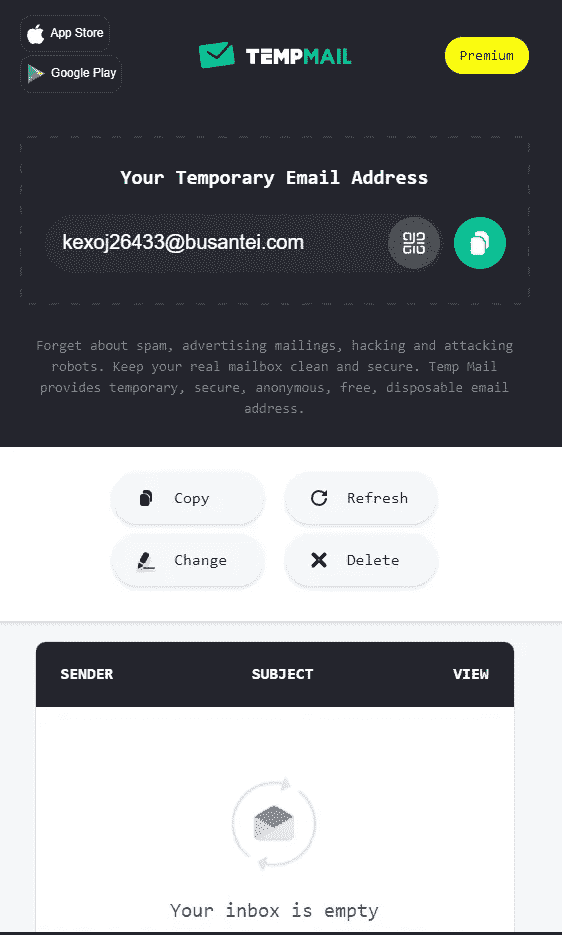 App Store
Google Play
TEMPMAIL
Premium
Your Temporary Email Address
kexoj26433@busantei.com
Forget about spam, advertising mailings, hacking and attacking
robots. Keep your real mailbox clean and secure. Temp Mail
provides temporary, secure, anonymous, free, disposable email
address.
Copy
Refresh
Change
Delete
SENDER SUBJECT VIEW
Your inbox is empty